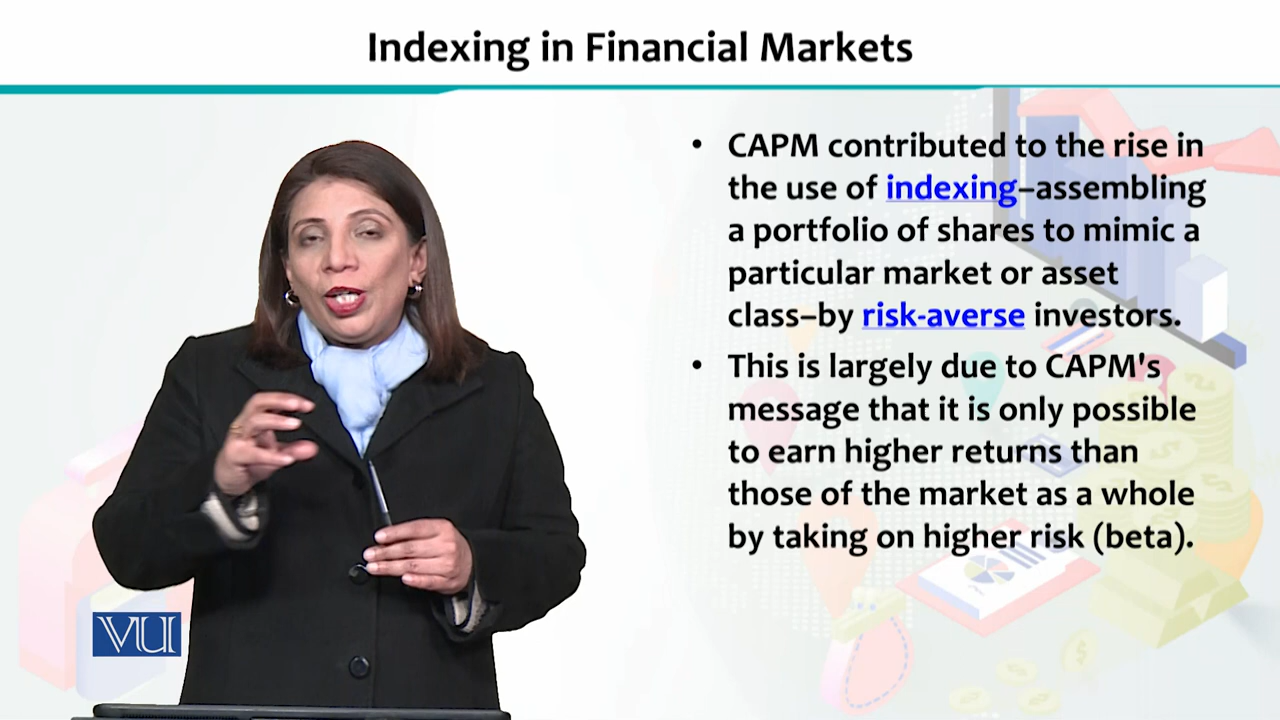 Indexing in Financial Markets
• CAPM contributed to the rise in
the use of indexing–assembling
a portfolio of shares to mimic a
particular market or asset
class–by risk-averse investors.
• This is largely due to CAPM's
message that it is only possible
to earn higher returns than
those of the market as a whole
by taking on higher risk (beta).
VU